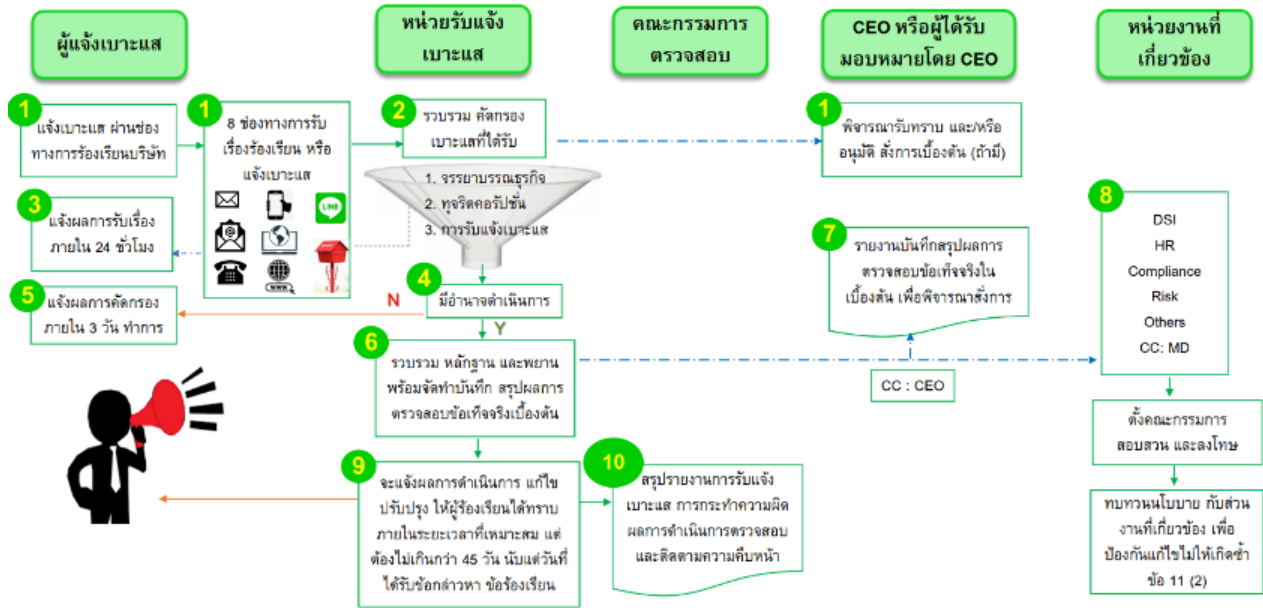 ผู้แจ้งเบาะแส
หน่วยรับแจ้ง
เบาะแส
คณะกรรมการ
ตรวจสอบ
CEO หรือผู้ได้รับ
มอบหมายโดย CEO
หน่วยงานที่
เกี่ยวข้อง
1
แจ้งเบาะแส ผ่านช่อง
ทางการร้องเรียนบริษัท
1
8 ช่องทางการรับ
เรื่องร้องเรียน หรือ
แจ้งเบาะแส
LINE
WWW
2
รวบรวม คัดกรอง
เบาะแสที่ได้รับ
1. จรรยาบรรณธุรกิจ
2. ทุจริตคอรัปชั่น
3. การรับแจ้งเบาะแส
1
พิจารณารับทราบ และ/หรือ
อนุมัติ สั่งการเบื้องต้น (ถ้ามี)
3
แจ้งผลการรับเรื่อง
ภายใน 24 ชั่วโมง
4
มีอำนาจดำเนินการ
N
Y
5
แจ้งผลการคัดกรอง
ภายใน 3 วัน ทำการ
6
รวบรวม หลักฐาน และพยาน
พร้อมจัดทำบันทึก สรุปผลการ
ตรวจสอบข้อเท็จจริงเบื้องต้น
7
รายงานบันทึกสรุปผลการ
ตรวจสอบข้อเท็จจริงใน
เบื้องต้น เพื่อพิจารณาสั่งการ
CC : CEO
8
DSI
HR
Compliance
Risk
Others
CC: MD
ตั้งคณะกรรมการ
สอบสวน และลงโทษ
ทบทวนนโยบาย กับส่วน
งานที่เกี่ยวข้อง เพื่อ
ป้องกันแก้ไขไม่ให้เกิดซ้ำ
ข้อ 11 (2)
9
จะแจ้งผลการดำเนินการ แก้ไข
ปรับปรุง ให้ผู้ร้องเรียนได้ทราบ
ภายในระยะเวลาที่เหมาะสม แต่
ต้องไม่เกินกว่า 45 วัน นับแต่วันที่
ได้รับข้อกล่าวหา ข้อร้องเรียน
10
สรุปรายงานการรับแจ้ง
เบาะแส การกระทำความผิด
ผลการดำเนินการตรวจสอบ
และติดตามความคืบหน้า